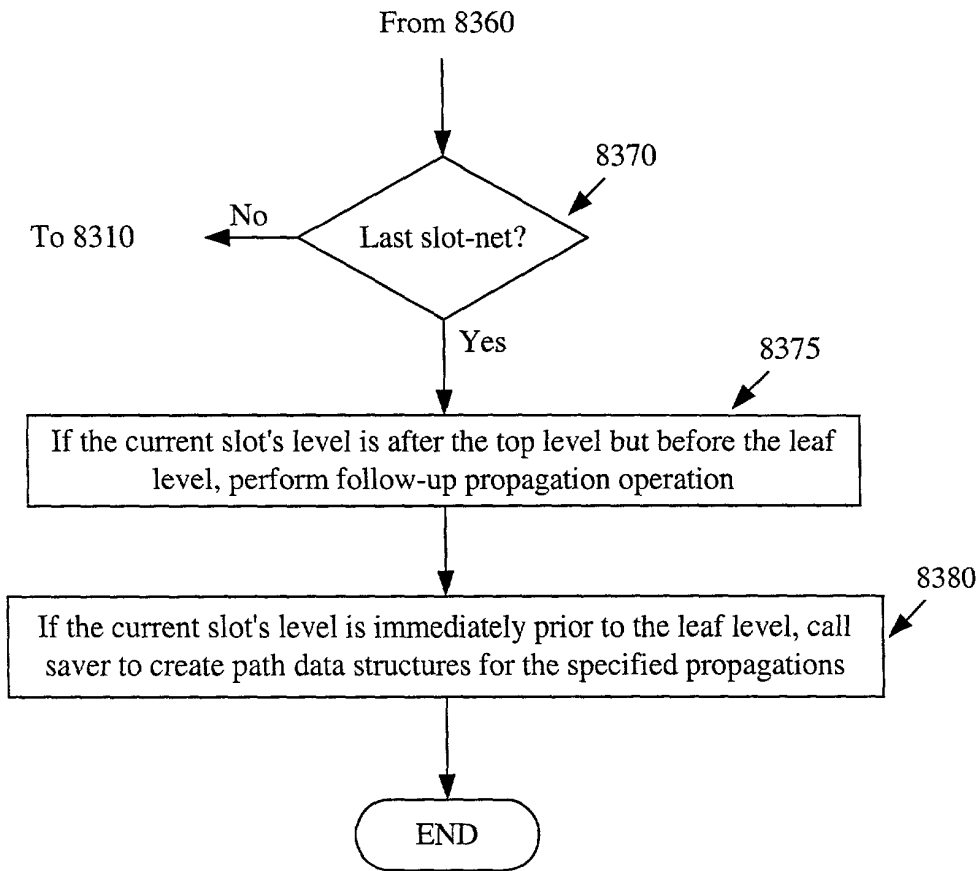 From 8360
8370
No
To 8310
Last slot-net?
Yes
8375
If the current slot's level is after the top level but before the leaf
level, perform follow-up propagation operation
8380
If the current slot's level is immediately prior to the leaf level, call
saver to create path data structures for the specified propagations
END